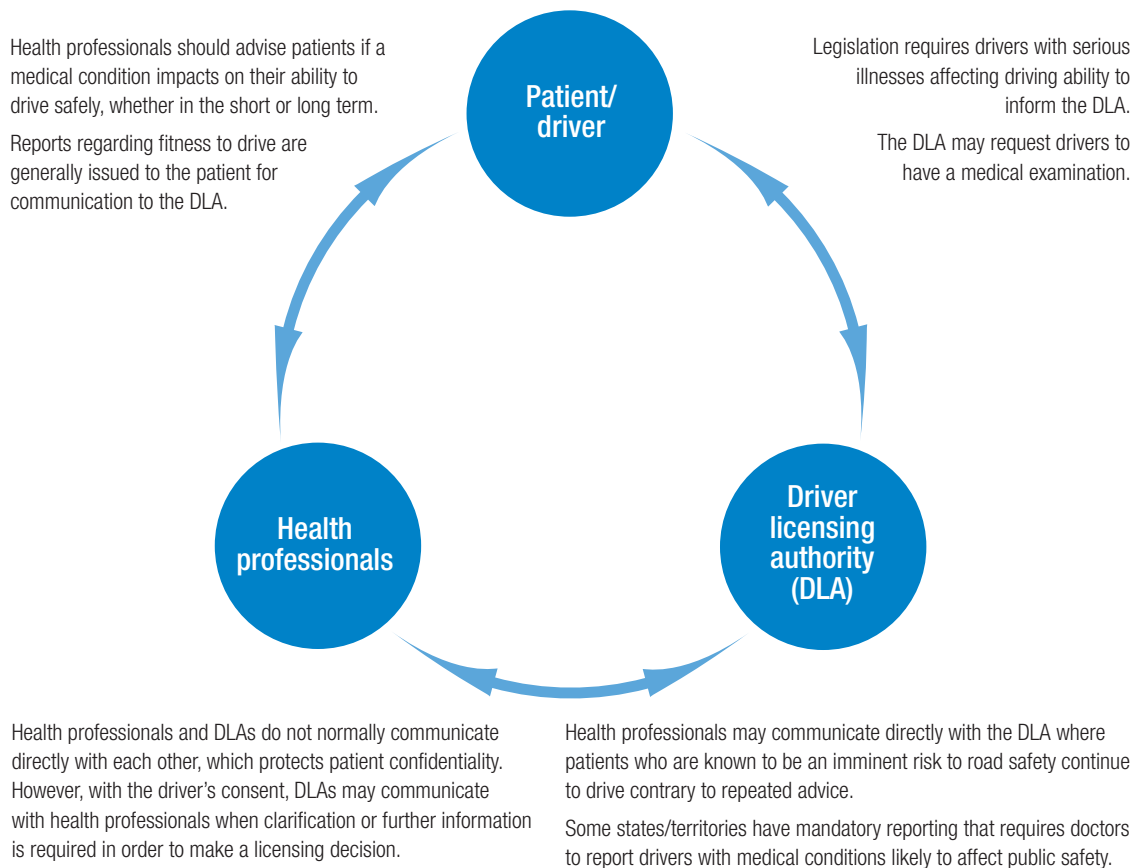 Health professionals should advise patients if a
medical condition impacts on their ability to
drive safely, whether in the short or long term.
Reports regarding fitness to drive are
generally issued to the patient for
communication to the DLA.
Patient/
driver
Legislation requires drivers with serious
illnesses affecting driving ability to
inform the DLA.
The DLA may request drivers to
have a medical examination.
Health
professionals
Driver
licensing
authority
(DLA)
Health professionals and DLAs do not normally communicate
directly with each other, which protects patient confidentiality.
However, with the driver’s consent, DLAs may communicate
with health professionals when clarification or further information
is required in order to make a licensing decision.
Health professionals may communicate directly with the DLA where
patients who are known to be an imminent risk to road safety continue
to drive contrary to repeated advice.
Some states/territories have mandatory reporting that requires doctors
to report drivers with medical conditions likely to affect public safety.